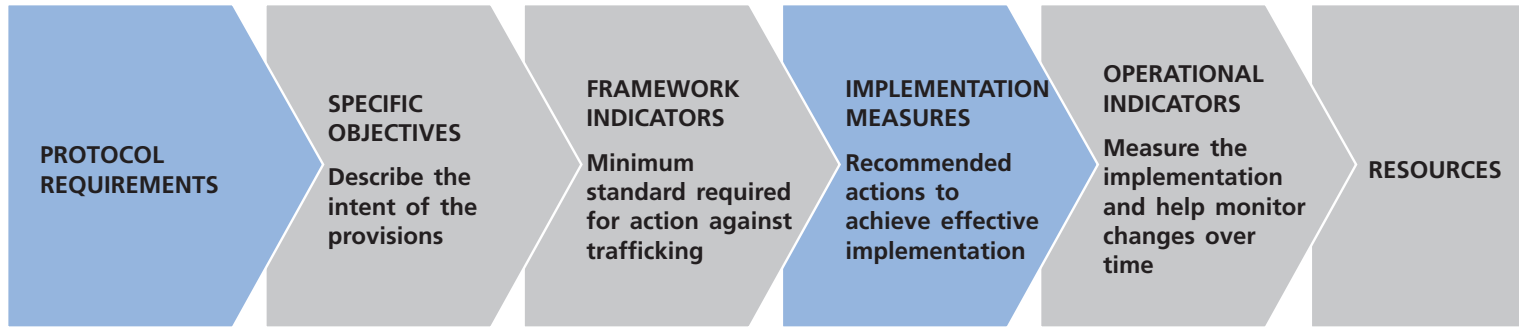 PROTOCOL
REQUIREMENTS
SPECIFIC
OBJECTIVES
Describe the
intent of the
provisions
FRAMEWORK
INDICATORS
Minimum
standard required
for action against
trafficking
IMPLEMENTATION
MEASURES
Recommended
actions to
achieve effective
implementation
OPERATIONAL
INDICATORS
Measure the
implementation
and help monitor
changes over
time
RESOURCES